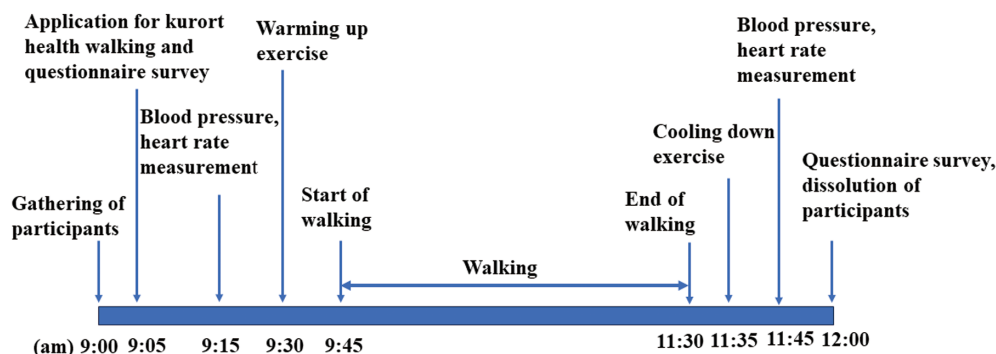 Application for kurort
health walking and
questionnaire survey
Warming up
exercise
Blood pressure,
heart rate
measurement
Blood pressure,
heart rate
measurement
Cooling down
exercise
Questionnaire survey,
dissolution of
participants
Gathering of
participants
Start of
walking
End of
walking
Walking
(am) 9:00 9:05 9:15 9:30 9:45 11:30 11:35 11:45 12:00